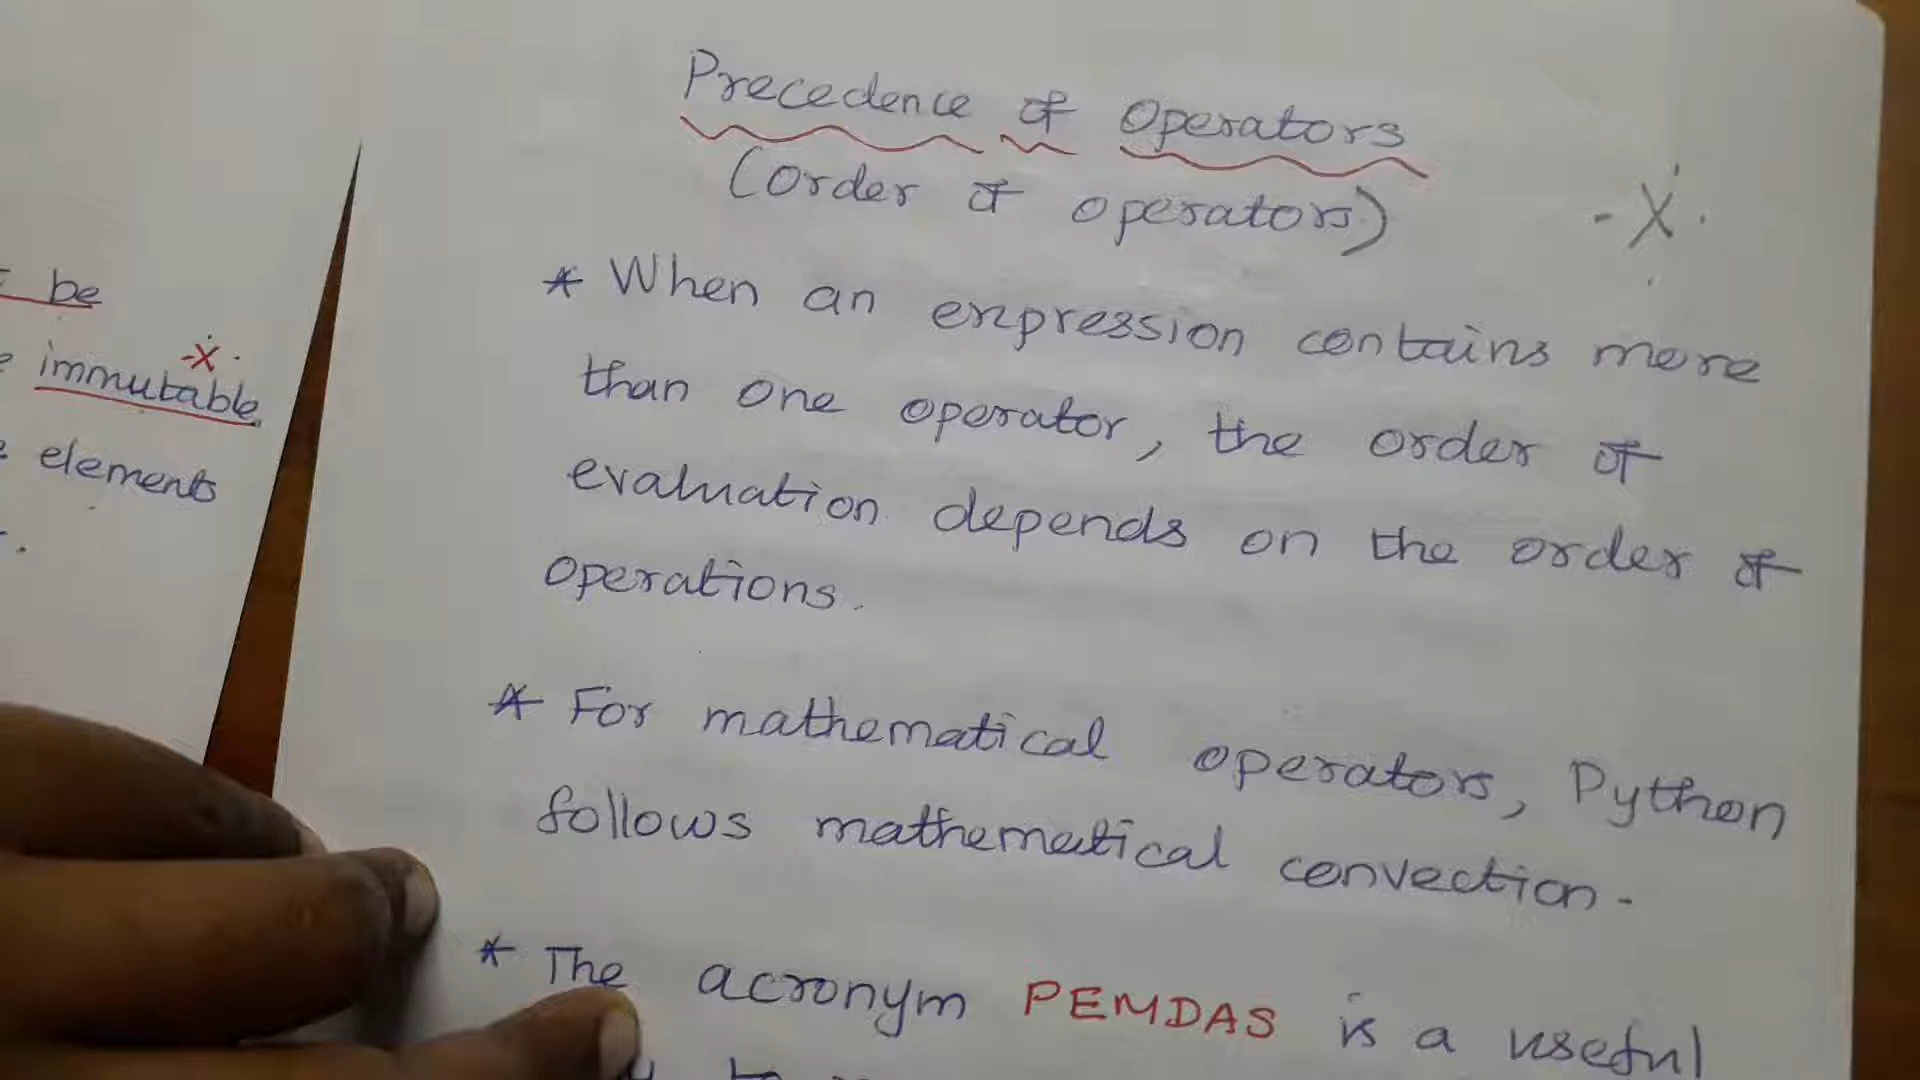 be
immutable
elements
Precedence of Operators
(Order of operators)
-X.
* When an expression contains more
than one operator, the order of
evaluation depends on the order of
operations.
* For mathematical operators, Python
follows mathematical convection.
* The acronym PEMDAS is a useful